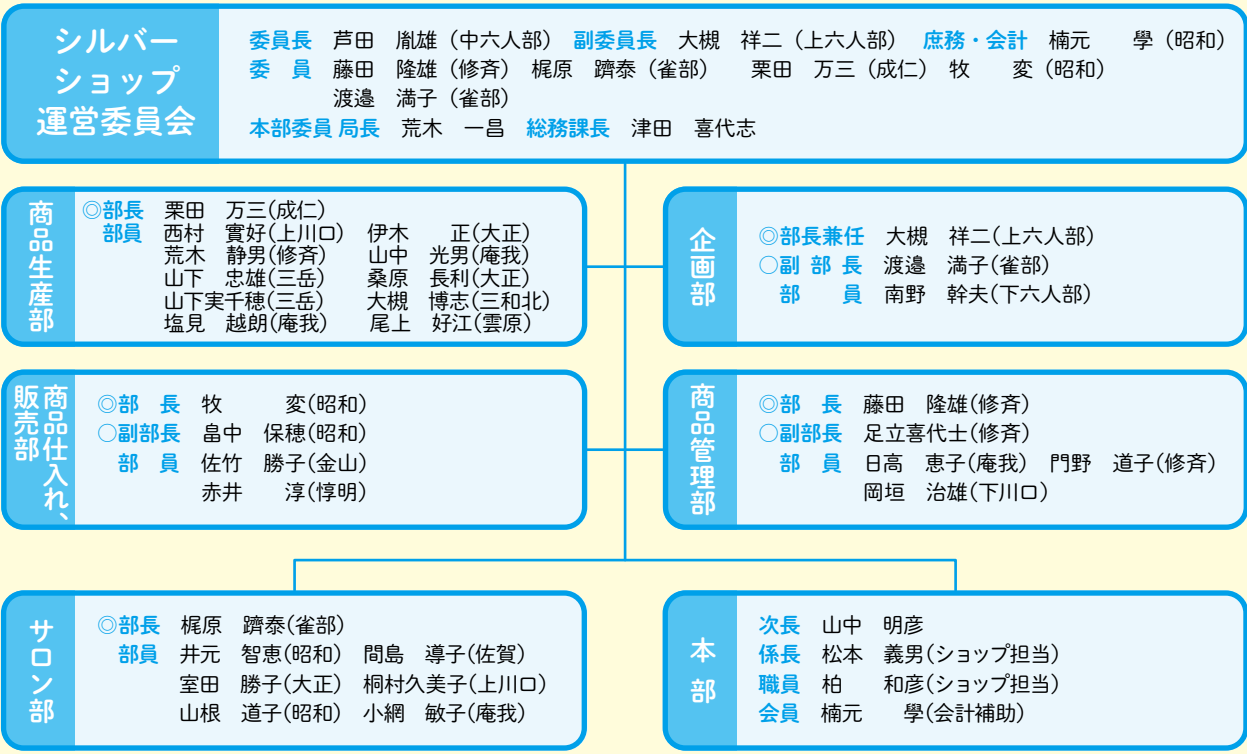 シルバー
ショップ
運営委員会
委員長 芦田 胤雄（中六人部） 副委員長 大槻 祥二（上六人部） 庶務・会計 楠元 學（昭和）
委 員 藤田 隆雄（修斉） 梶原 躋泰（雀部） 栗田 万三（成仁） 牧 変（昭和）
渡邉 満子（雀部）
本部委員 局長 荒木 一昌 総務課長 津田 喜代志
商品生産部
◎部長 栗田 万三(成仁)
部員 西村 實好(上川口) 伊木 正(大正)
荒木 静男(修斉) 山中 光男(庵我)
山下 忠雄(三岳) 桑原 長利(大正)
山下実千穂(三岳) 大槻 博志(三和北)
塩見 越朗(庵我) 尾上 好江(雲原)
企画部
◎部長兼任 大槻 祥二(上六人部)
○副部長 渡邉 満子(雀部)
部 員 南野 幹夫(下六人部)
商品仕入れ、
販売部
◎部 長 牧 変(昭和)
○副部長 畠中 保穂(昭和)
部 員 佐竹 勝子(金山)
赤井 淳(惇明)
商品管理部
◎部 長 藤田 隆雄(修斉)
○副部長 足立喜代士(修斉)
部 員 日高 恵子(庵我) 門野 道子(修斉)
岡垣 治雄(下川口)
サロン部
◎部長 梶原 躋泰(雀部)
部員 井元 智恵(昭和) 間島 導子(佐賀)
室田 勝子(大正) 桐村久美子(上川口)
山根 道子(昭和) 小網 敏子(庵我)
本部
次長 山中 明彦
係長 松本 義男(ショップ担当)
職員 柏 和彦(ショップ担当)
会員 楠元 學(会計補助)